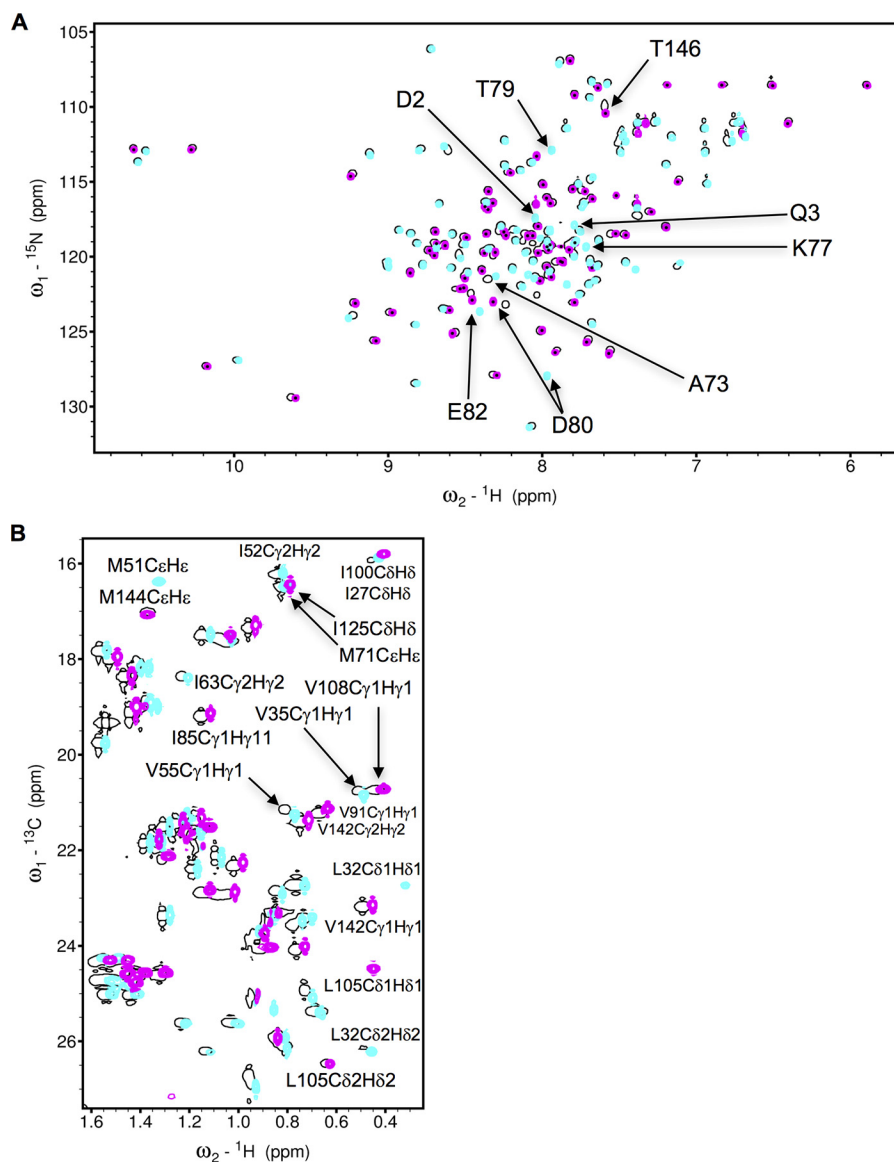 A
105
110
115
120
125
130
ω1 - 15N (ppm)
T146
T79
D2
Q3
K77
A73
E82
D80
10
9
8
7
6
ω2 - 1H (ppm)
B
16
18
20
22
24
26
ω1 - 13C (ppm)
I52Cγ2Hγ2
M51CεHε
M144CεHε
I100CδHδ
I27CδHδ
I125CδHδ
M71CεHε
I63Cγ2Hγ2
V108Cγ1Hγ1
V35Cγ1Hγ1
I85Cγ1Hγ11
V55Cγ1Hγ1
V91Cγ1Hγ1
V142Cγ2Hγ2
L32Cδ1Hδ1
V142Cγ1Hγ1
L105Cδ1Hδ1
L32Cδ2Hδ2
L105Cδ2Hδ2
1.6
1.4
1.2
1.0
0.8
0.6
0.4
ω2 - 1H (ppm)